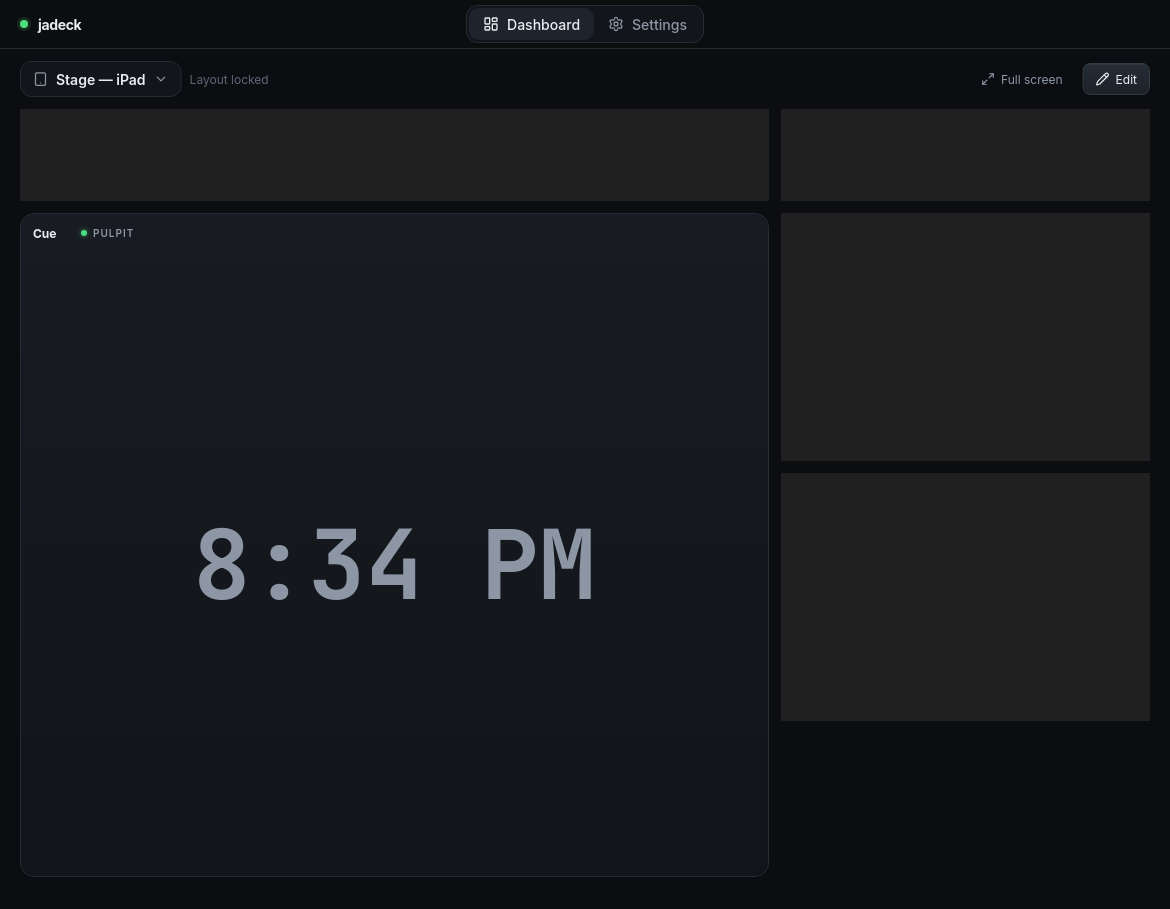 jadeck
Dashboard
Settings
Stage — iPad
Layout locked
Full screen
Edit
Cue
PULPIT
8:34 PM